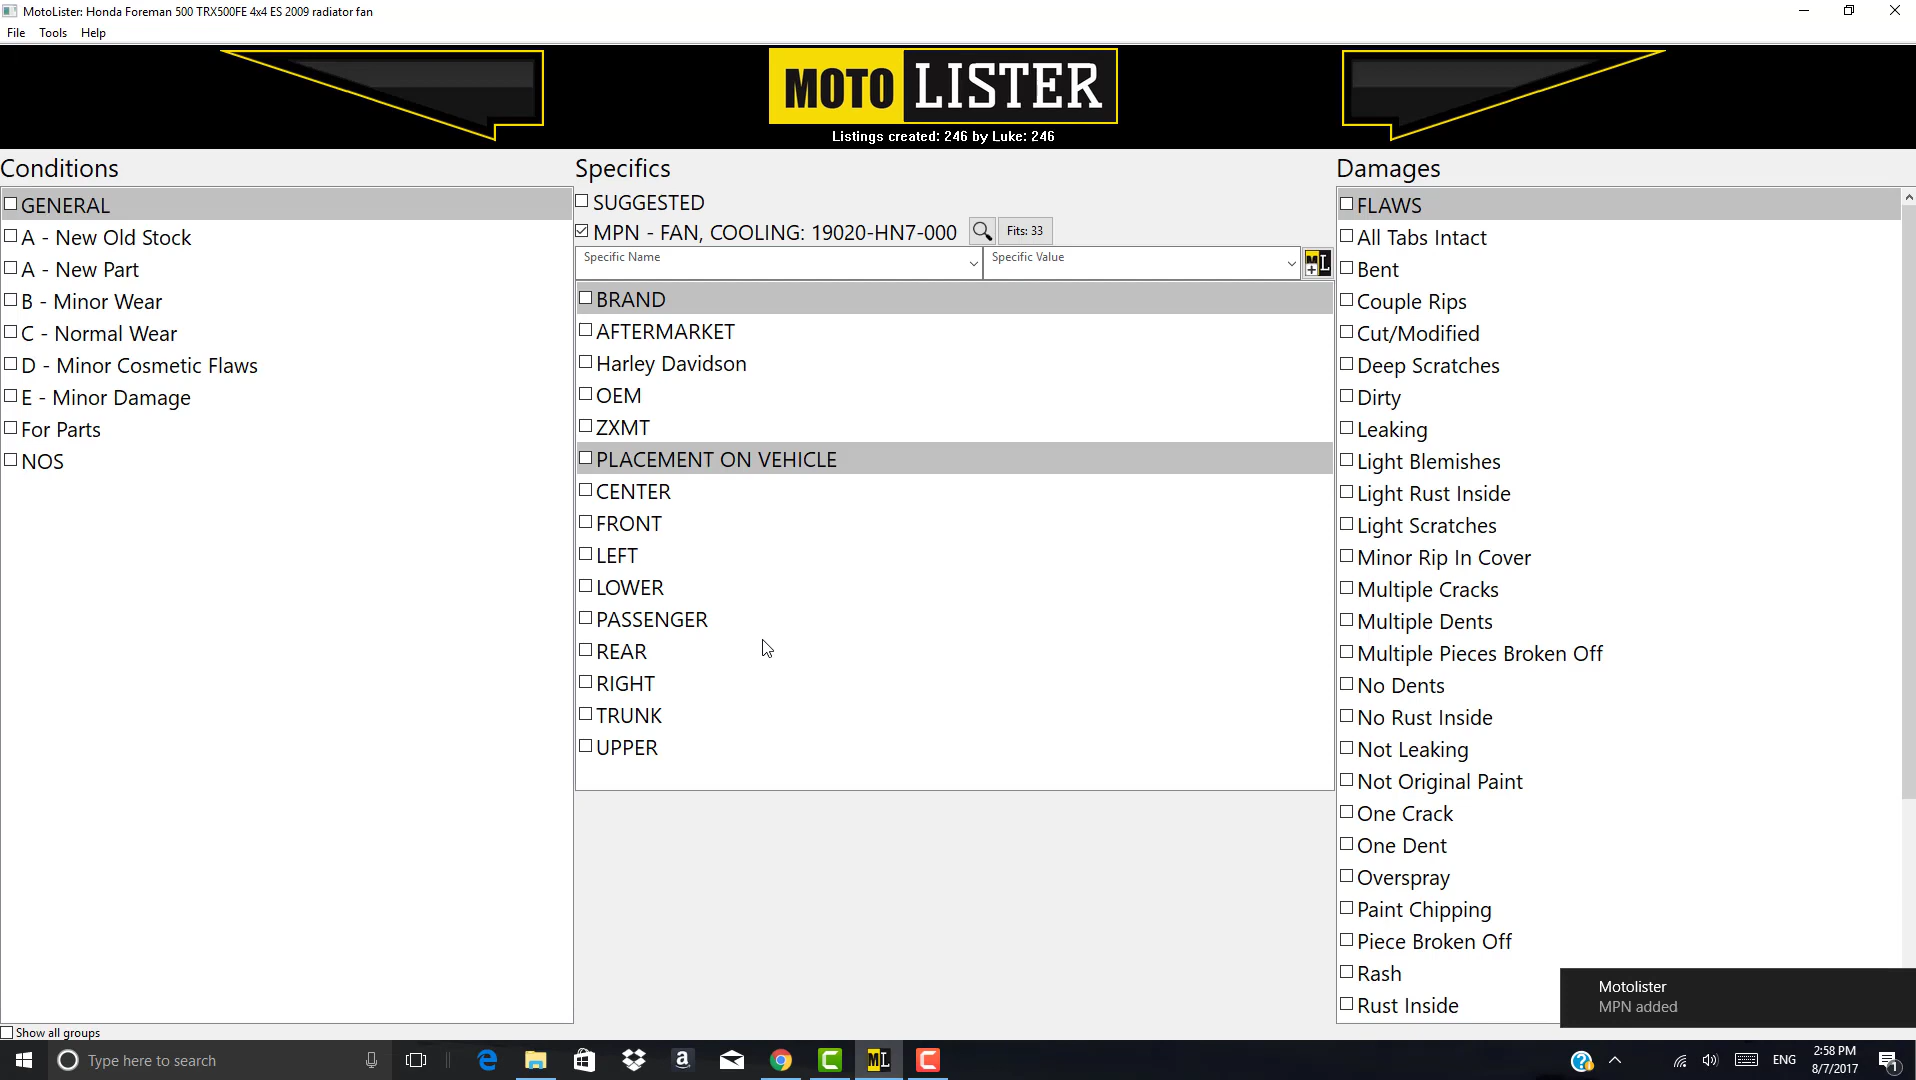 MotoLister: Honda Foreman 500 TRX500FE 4x4 ES 2009 radiator fan
File Tools Help
MOTO LISTER
Listings created: 246 by Luke: 246
Conditions
GENERAL
A - New Old Stock
A - New Part
B - Minor Wear
C - Normal Wear
D - Minor Cosmetic Flaws
E - Minor Damage
For Parts
NOS
Show all groups
Specifics
SUGGESTED
MPN - FAN, COOLING: 19020-HN7-000 Fits: 33
Specific Name Specific Value
ML
BRAND
AFTERMARKET
Harley Davidson
OEM
ZXMT
PLACEMENT ON VEHICLE
CENTER
FRONT
LEFT
LOWER
PASSENGER
REAR
RIGHT
TRUNK
UPPER
Damages
FLAWS
All Tabs Intact
Bent
Couple Rips
Cut/Modified
Deep Scratches
Dirty
Leaking
Light Blemishes
Light Rust Inside
Light Scratches
Minor Rip In Cover
Multiple Cracks
Multiple Dents
Multiple Pieces Broken Off
No Dents
No Rust Inside
Not Leaking
Not Original Paint
One Crack
One Dent
Overspray
Paint Chipping
Piece Broken Off
Rash
Rust Inside
Motolister
MPN added
Type here to search
ML
ENG
2:58 PM
8/7/2017
1